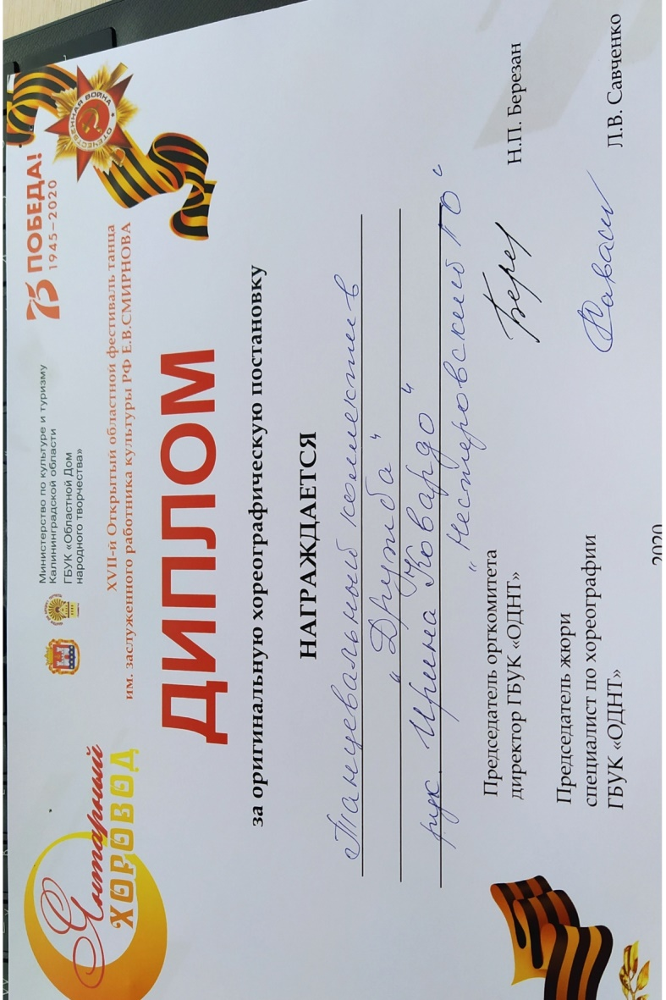 Янтарный
ХОРОВОД
Министерство по культуре и туризму
Калининградской области
ГБУК «Областной Дом
народного творчества»
75 ПОБЕДА!
1945–2020
ОТЕЧЕСТВЕННАЯ ВОЙНА
XVII-й Открытый областной фестиваль танца
им. заслуженного работника культуры РФ Е.В.СМИРНОВА
ДИПЛОМ
за оригинальную хореографическую постановку
НАГРАЖДАЕТСЯ
Танцевальный коллектив
"Дружба"
рук. Ирина Ковардо"
"Нестеровский ГО"
Председатель оргкомитета
директор ГБУК «ОДНТ»
Н.П. Березан
Председатель жюри
специалист по хореографии
ГБУК «ОДНТ»
Л.В. Савченко
2020